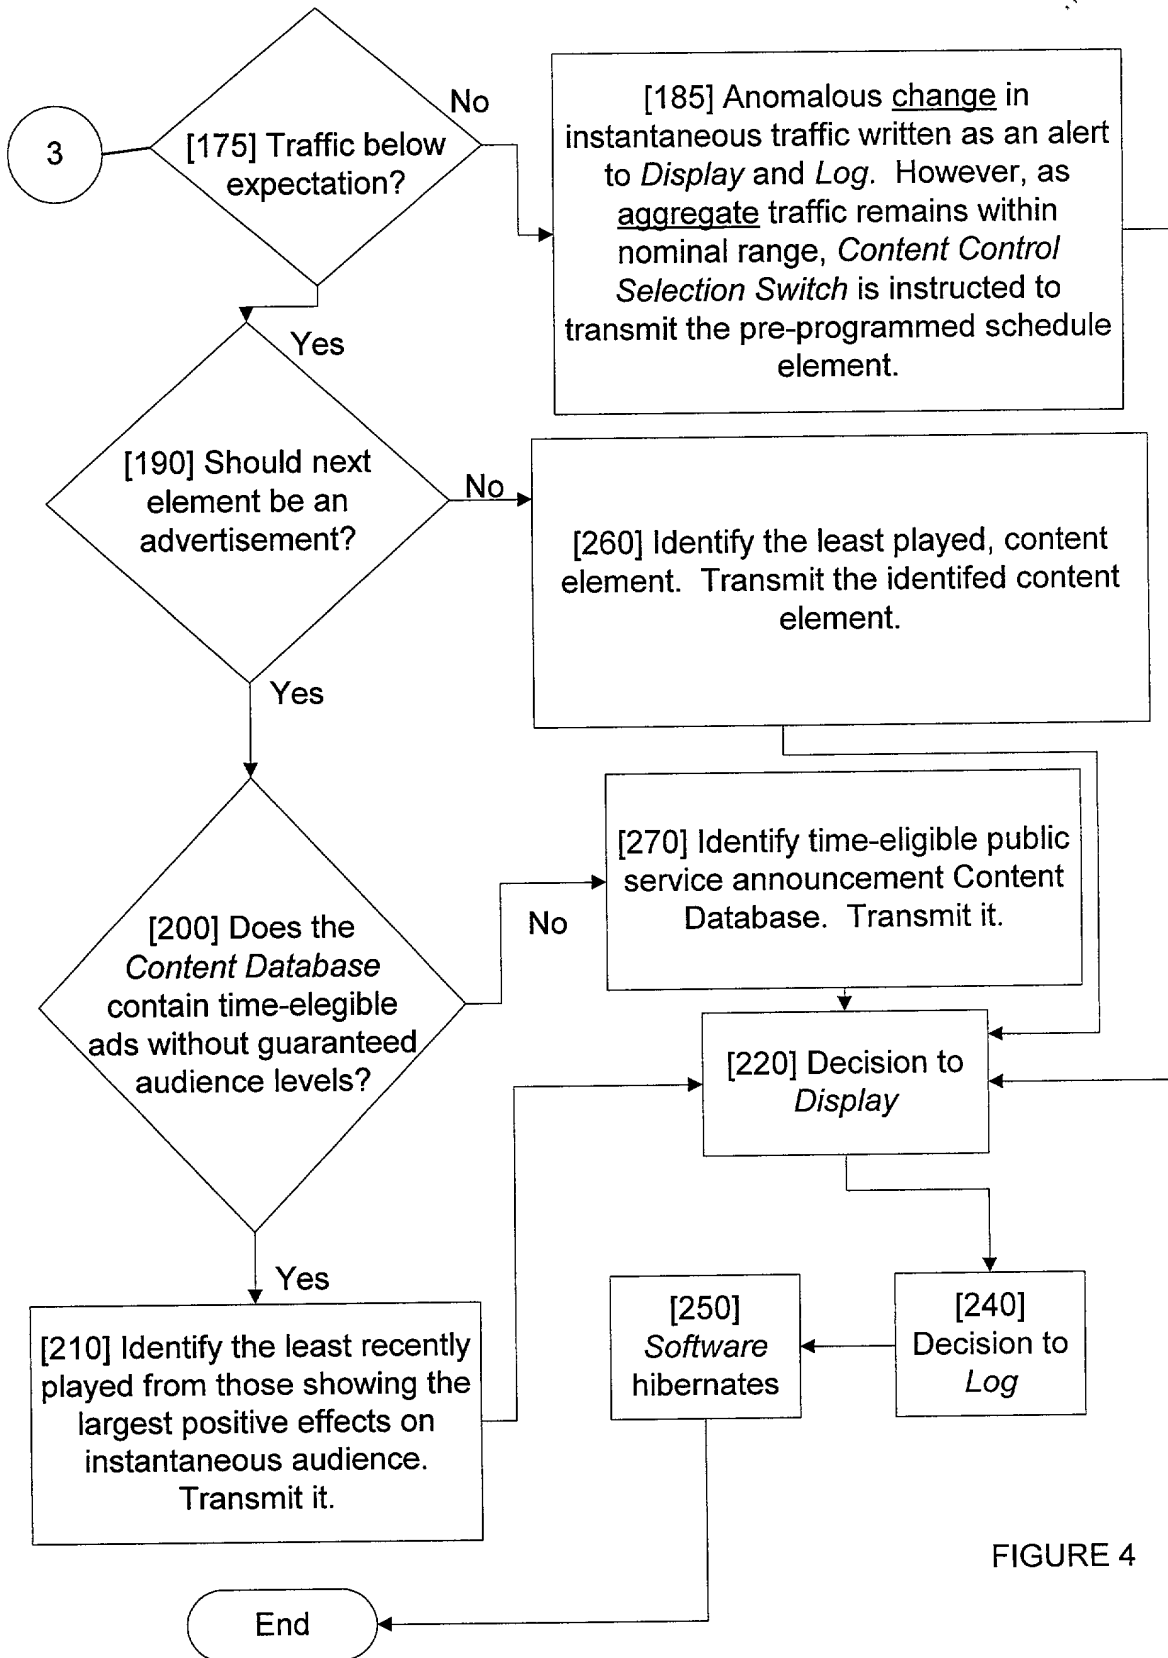 3
[175] Traffic below
expectation?
No
[185] Anomalous change in
instantaneous traffic written as an alert
to Display and Log. However, as
aggregate traffic remains within
nominal range, Content Control
Selection Switch is instructed to
transmit the pre-programmed schedule
element.
Yes
[190] Should next
element be an
advertisement?
No
[260] Identify the least played, content
element. Transmit the identifed content
element.
Yes
[200] Does the
Content Database
contain time-elegible
ads without guaranteed
audience levels?
No
[270] Identify time-eligible public
service announcement Content
Database. Transmit it.
[220] Decision to
Display
Yes
[210] Identify the least recently
played from those showing the
largest positive effects on
instantaneous audience.
Transmit it.
[250]
Software
hibernates
[240]
Decision to
Log
FIGURE 4
End